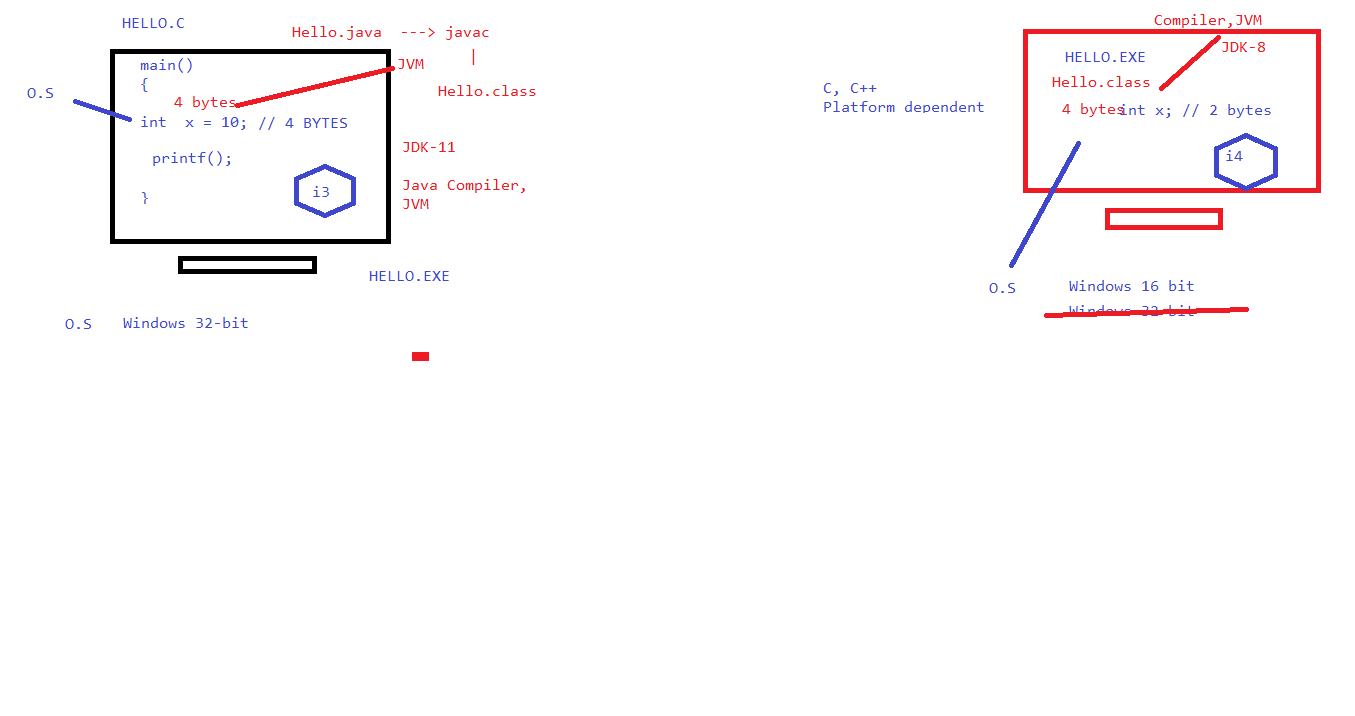 HELLO.C
Hello.java ---> javac
|
JVM
Hello.class
main()
{
4 bytes
O.S
int x = 10; // 4 BYTES
printf();
i3
}
JDK-11
Java Compiler,
JVM
HELLO.EXE
O.S Windows 32-bit
C, C++
Platform dependent
Compiler,JVM
JDK-8
HELLO.EXE
Hello.class
4 bytes
int x; // 2 bytes
i4
O.S
Windows 16 bit
Windows 32-bit